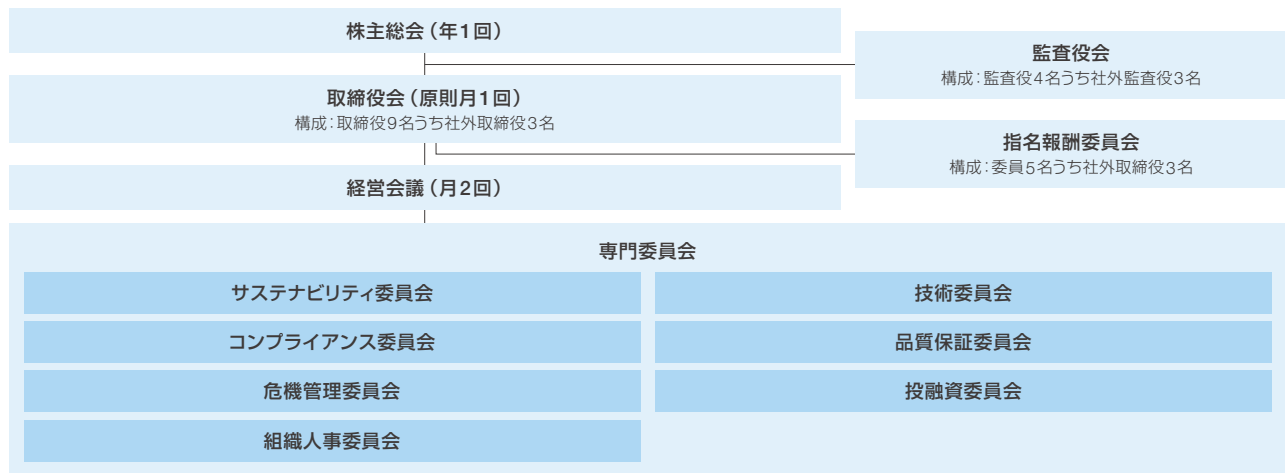 株主総会（年1回）
監査役会
構成：監査役4名うち社外監査役3名
取締役会（原則月1回）
構成：取締役9名うち社外取締役3名
指名報酬委員会
構成：委員5名うち社外取締役3名
経営会議（月2回）
専門委員会
サステナビリティ委員会
技術委員会
コンプライアンス委員会
品質保証委員会
危機管理委員会
投融資委員会
組織人事委員会